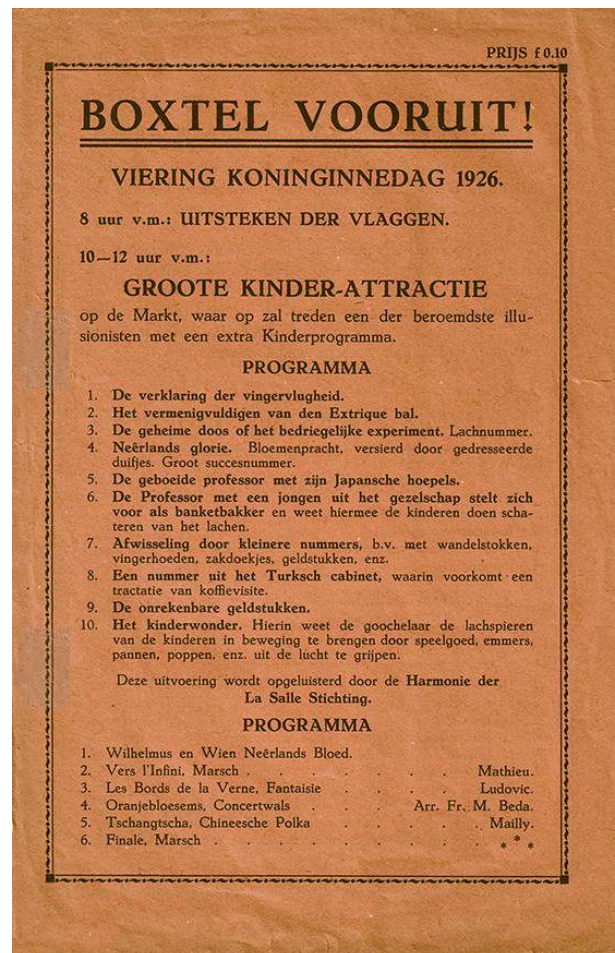 PRIJS f 0.10
BOXTEL VOORUIT!
VIERING KONINGINNEDAG 1926.
8 uur v.m.: UITSTEKEN DER VLAGGEN.
10—12 uur v.m.:
GROOTE KINDER-ATTRACTIE
op de Markt, waar op zal treden een der beroemdste illu-
sionisten met een extra Kinderprogramma.
PROGRAMMA
1. De verklaring der vingervlugheid.
2. Het vermenigvuldigen van den Extrique bal.
3. De geheime doos of het bedriegelijke experiment. Lachnummer.
4. Neêrlands glorie. Bloemenpracht, versierd door gedresseerde
duifjes. Groot succesnummer.
5. De geboeide professor met zijn Japansche hoepels.
6. De Professor met een jongen uit het gezelschap stelt zich
voor als banketbakker en weet hiermee de kinderen doen scha-
teren van het lachen.
7. Afwisseling door kleinere nummers, b.v. met wandelstokken,
vingerhoeden, zakdoekjes, geldstukken, enz.
8. Een nummer uit het Turksch cabinet, waarin voorkomt een
tractatie van koffievisite.
9. De onrekenbare geldstukken.
10. Het kinderwonder. Hierin weet de goochelaar de lachspieren
van de kinderen in beweging te brengen door speelgoed, emmers,
pannen, poppen. enz. uit de lucht te grijpen.
Deze uitvoering wordt opgeluisterd door de Harmonie der
La Salle Stichting.
PROGRAMMA
1. Wilhelmus en Wien Neêrlands Bloed.
2. Vers l'Infini, Marsch . . . . . . . Mathieu.
3. Les Bords de la Verne, Fantaisie . . . . Ludovic.
4. Oranjebloesems, Concertwals . . . Arr. Fr. M. Beda.
5. Tschangtscha, Chineesche Polka . . . . . Mailly.
6. Finale, Marsch . . . . . . . . . * * *